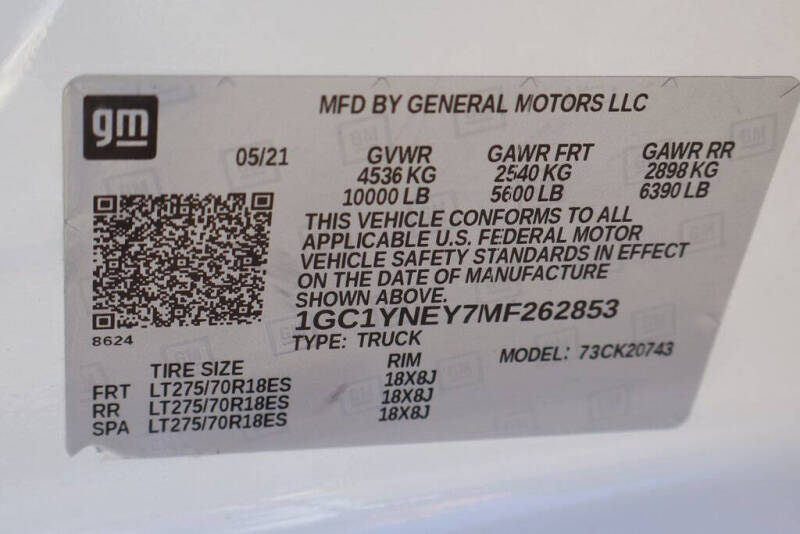 gm
MFD BY GENERAL MOTORS LLC
05/21 GVWR GAWR FRT GAWR RR
4536 KG 2540 KG 2898 KG
10000 LB 5600 LB 6390 LB
THIS VEHICLE CONFORMS TO ALL
APPLICABLE U.S. FEDERAL MOTOR
VEHICLE SAFETY STANDARDS IN EFFECT
ON THE DATE OF MANUFACTURE
SHOWN ABOVE.
1GC1YNEY7MF262853
8624
TYPE: TRUCK MODEL: 73CK20743
TIRE SIZE RIM
FRT LT275/70R18ES 18X8J
RR LT275/70R18ES 18X8J
SPA LT275/70R18ES 18X8J